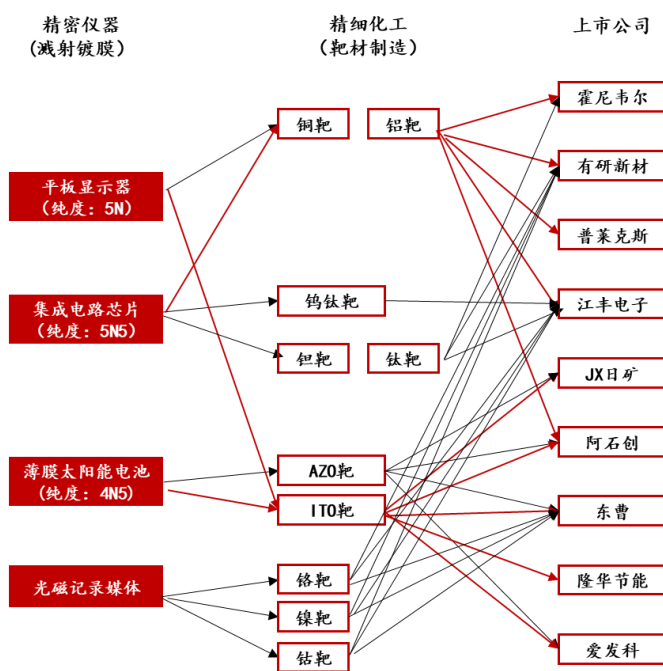 精密仪器
(溅射镀膜)
精细化工
（靶材制造）
上市公司
平板显示器
（纯度：5N）
集成电路芯片
（纯度：5N5）
薄膜太阳能电池
(纯度：4N5)
光磁记录媒体
铜靶
铝靶
钨钛靶
钽靶
钛靶
AZO靶
ITO靶
铬靶
镍靶
钴靶
霍尼韦尔
有研新材
普莱克斯
江丰电子
JX日矿
阿石创
东曹
隆华节能
爱发科